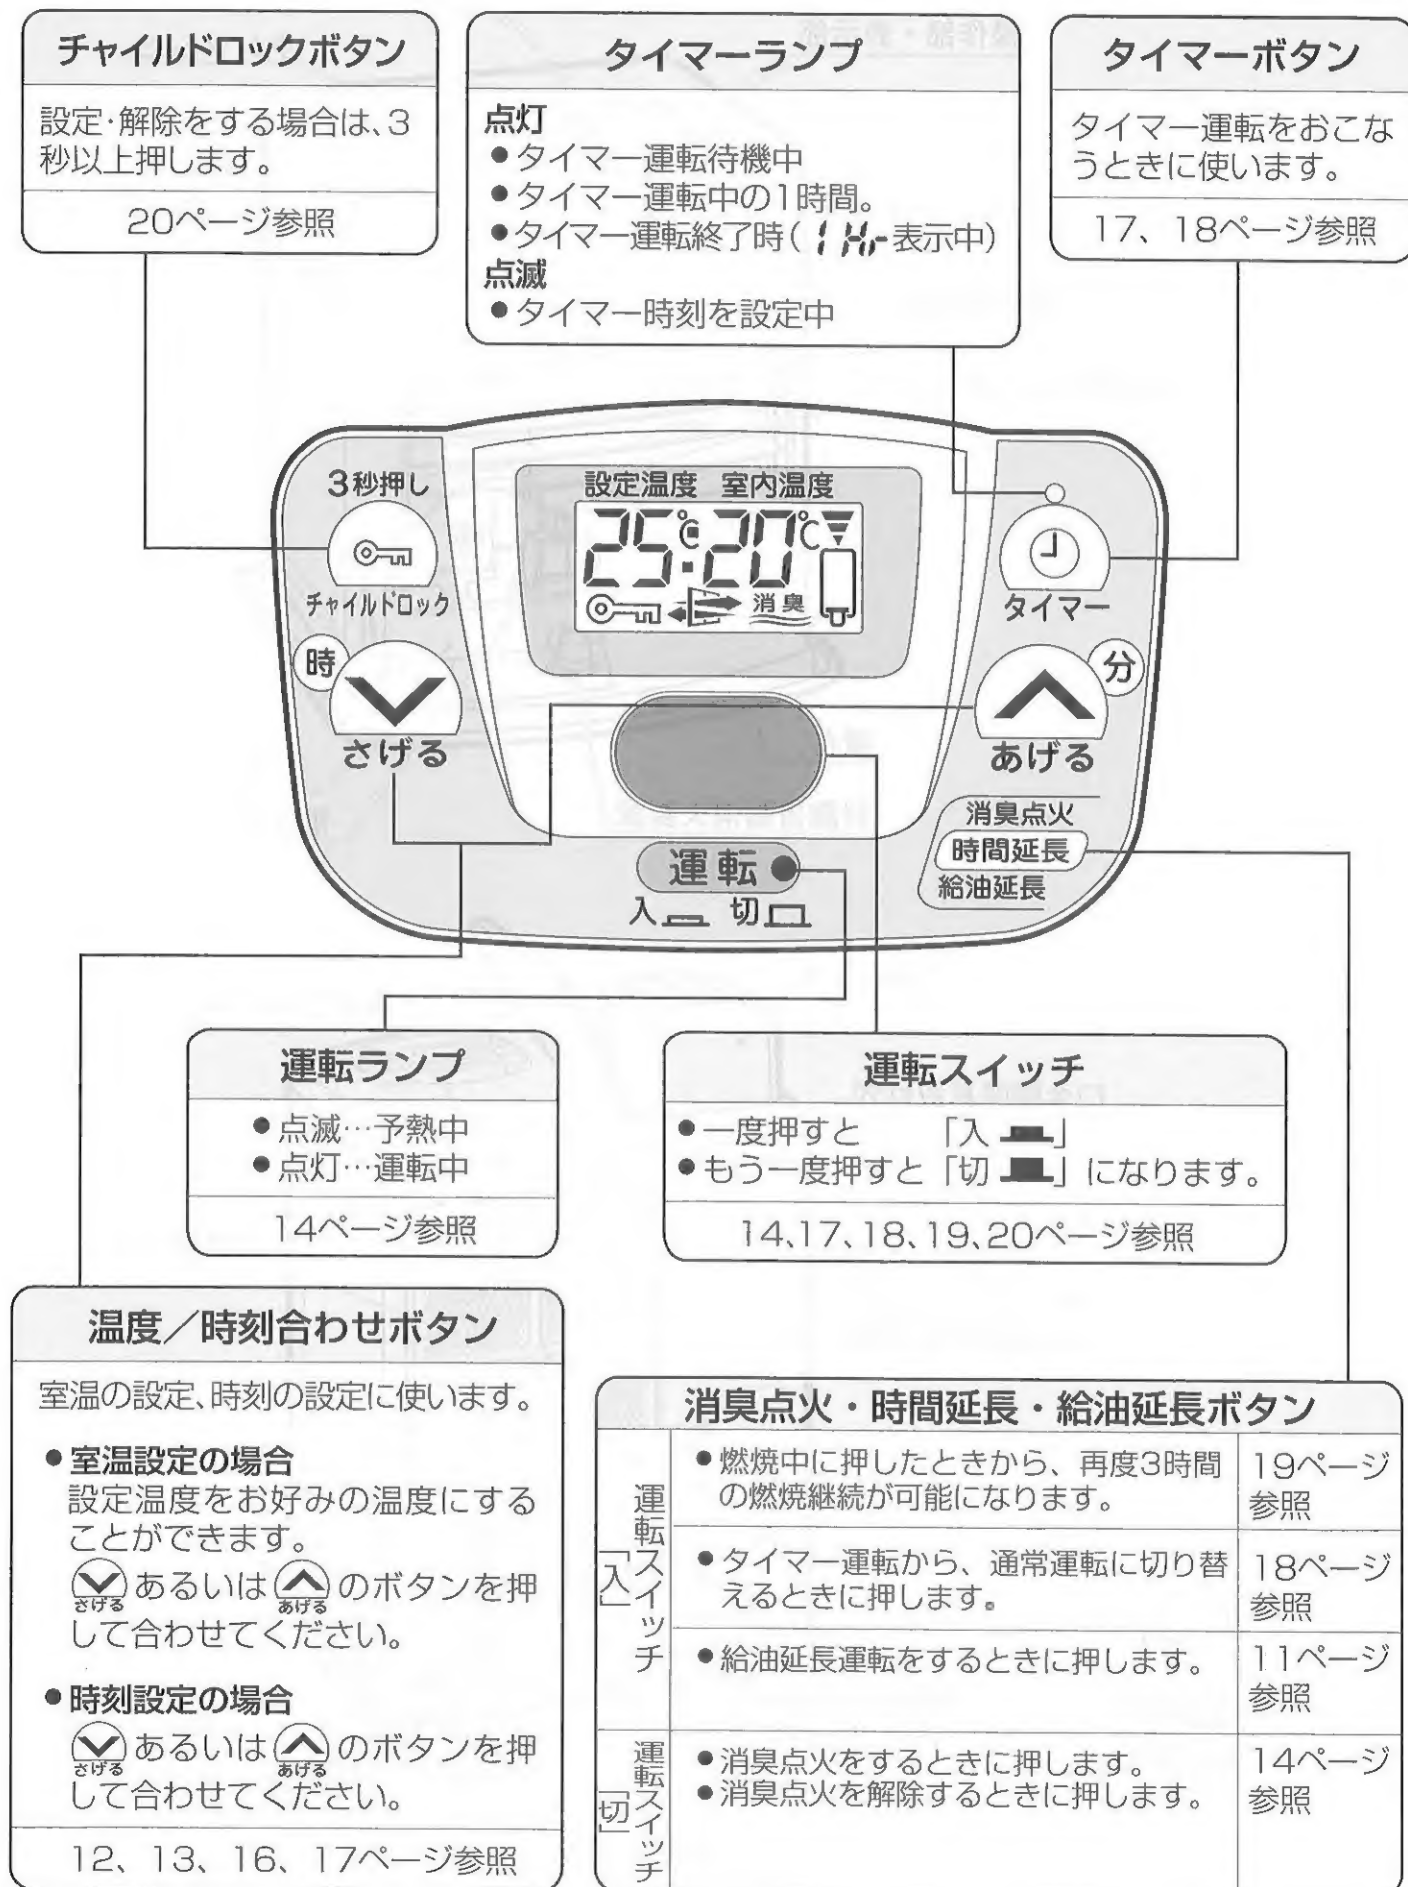 チャイルドロックボタン
設定・解除をする場合は、3
秒以上押します。
20ページ参照
タイマーランプ
点灯
●タイマー運転待機中
●タイマー運転中の1時間。
●タイマー運転終了時(1Hr表示中)
点滅
●タイマー時刻を設定中
タイマーボタン
タイマー運転をおこな
うときに使います。
17、18ページ参照
3秒押し
チャイルドロック
時
さげる
設定温度 室内温度
25℃:20℃
消臭
タイマー
分
あげる
消臭点火
時間延長
給油延長
運転
入 切
運転ランプ
●点滅…予熱中
●点灯…運転中
14ページ参照
運転スイッチ
●一度押すと 「入」
●もう一度押すと「切」になります。
14、17、18、19、20ページ参照
温度/時刻合わせボタン
室温の設定、時刻の設定に使います。
●室温設定の場合
設定温度をお好みの温度にする
ことができます。
さげるあるいはあげるのボタンを押
して合わせてください。
●時刻設定の場合
さげるあるいはあげるのボタンを押
して合わせてください。
12、13、16、17ページ参照
消臭点火・時間延長・給油延長ボタン
運転スイッチ
「入」
●燃焼中に押したときから、再度3時間
の燃焼継続が可能になります。
19ページ
参照
●タイマー運転から、通常運転に切り替
えるときに押します。
18ページ
参照
●給油延長運転をするときに押します。
11ページ
参照
運転スイッチ
「切」
●消臭点火をするときに押します。
●消臭点火を解除するときに押します。
14ページ
参照